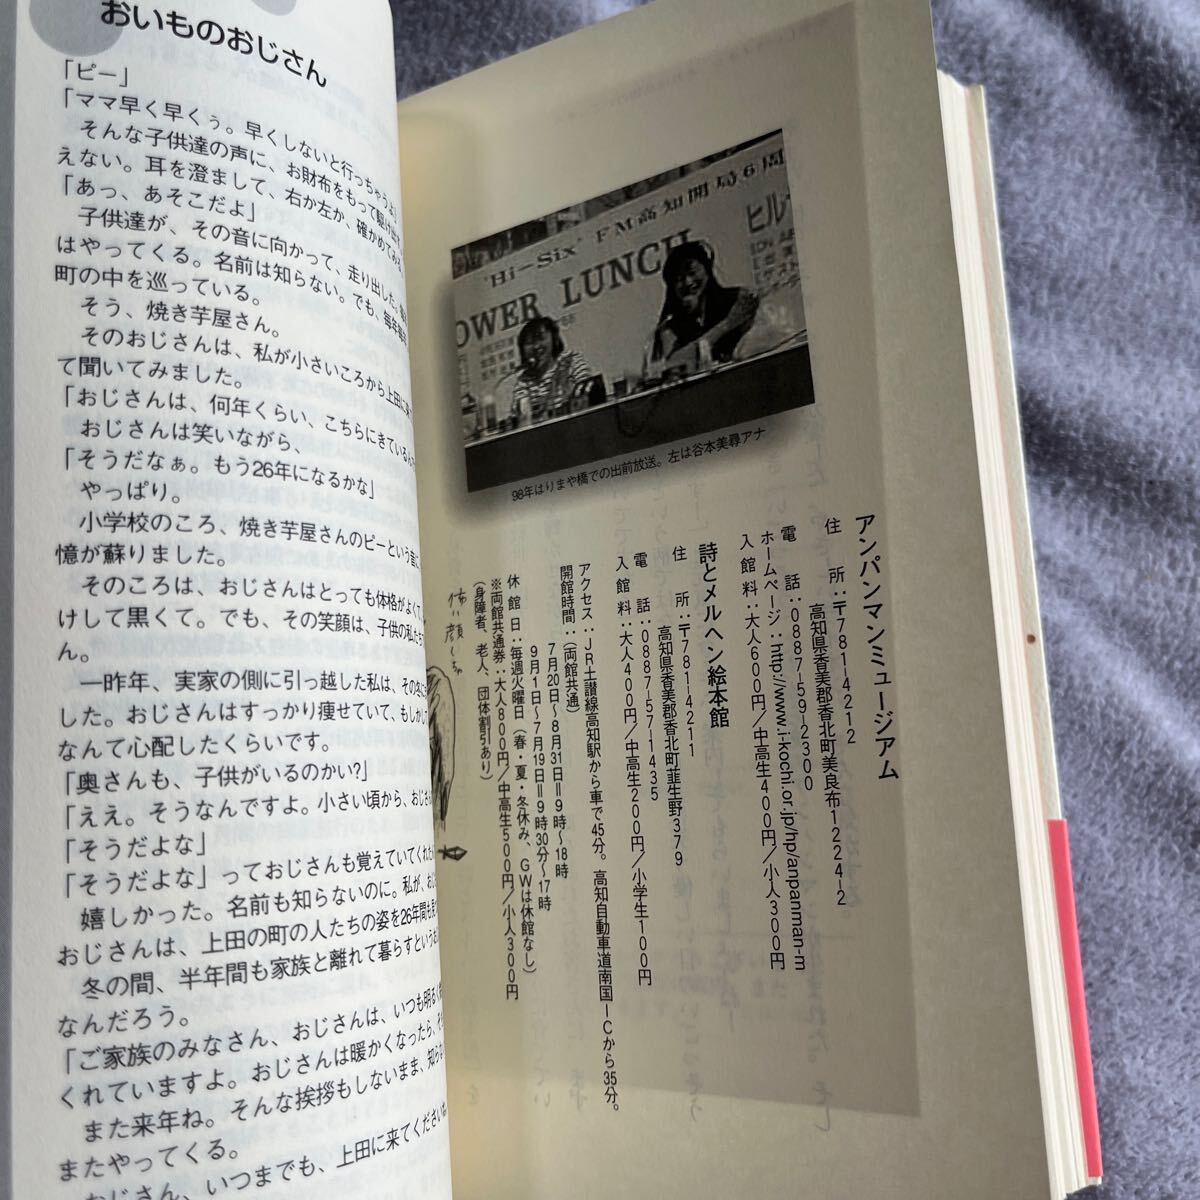 おいものおじさん
「ピー」
「ママ早く早くぅ。早くしないと行っちゃうよ
そんな子供達の声に、お財布をもって駆け出
えない。耳を澄まして、右か左か、確かめてみる
「あっ、あそこだよ」
子供達が、その音に向かって、走り出した。
はやってくる。名前は知らない。でも、毎年
町の中を巡っている。
そう、焼き芋屋さん。
そのおじさんは、私が小さいころから上田に来
て聞いてみました。
「おじさんは、何年くらい、こちらにきているん
おじさんは笑いながら、
「そうだなぁ。もう26年になるかな」
やっぱり。
小学校のころ、焼き芋屋さんのピーという音
憶が蘇りました。
そのころは、おじさんはとっても体格がよく
けして黒くて。でも、その笑顔は、子供の私たち
ん。
一昨年、実家の側に引っ越した私は、その冬に
した。おじさんはすっかり痩せていて、もしかし
なんて心配したくらいです。
「奥さんも、子供がいるのかい?」
「ええ。そうなんですよ。小さい頃から、おじさん
「そうだよな」
「そうだよな」っておじさんも覚えていてくれた
嬉しかった。名前も知らないのに。私が、お
おじさんは、上田の町の人たちの姿を26年間も見
冬の間、半年間も家族と離れて暮らすというお
なんだろう。
「ご家族のみなさん、おじさんは、いつも明るく
くれていますよ。おじさんは暖かくなったら、
また来年ね。そんな挨拶もしないまま、知らな
またやってくる。
おじさん、いつまでも、上田に来てくださいね
'Hi-Six' FM高知開局6周
OWER LUNCH
ヒル
98年はりまや橋での出前放送。左は谷本美尋アナ
アンパンマンミュージアム
住 所:〒781-4212
高知県香美郡香北町美良布1224-2
電 話:0887-59-2300
ホームページ:http://www.i-kochi.or.jp/hp/anpanman-m
入館料:大人600円/中高生400円/小人300円
詩とメルヘン絵本館
住 所:〒781-4211
高知県香美郡香北町韮生野379
電 話:0887-57-1435
入館料:大人400円/中高生200円/小学生100円
アクセス:JR土讃線高知駅から車で45分。高知自動車道南国ICから35分。
開館時間:(両館共通)
7月20日〜8月31日=9時〜18時
9月1日〜7月19日=9時30分〜17時
休館日:毎週火曜日(春・夏・冬休み、GWは休館なし)
※両館共通券:大人800円/中高生500円/小人300円
(身障者、老人、団体割引あり)